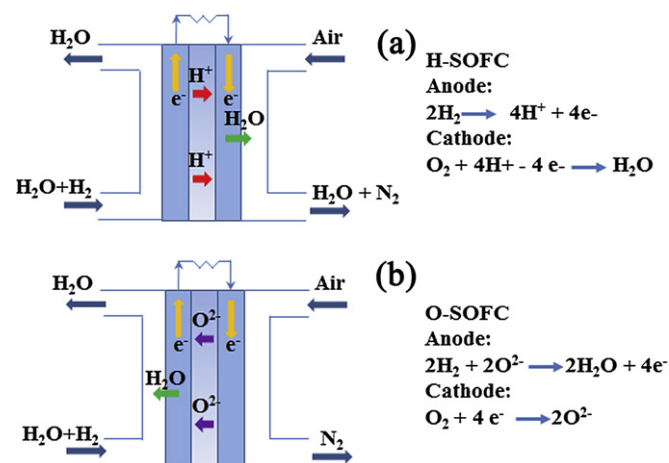 H₂O
Air
(a)
H⁺
e⁻
e⁻
H₂O
H⁺
H₂O+H₂
H₂O + N₂
H-SOFC
Anode:
2H₂ → 4H⁺ + 4e-
Cathode:
O₂ + 4H+ - 4 e- → H₂O
H₂O
Air
(b)
O²⁻
e⁻
e⁻
H₂O
O²⁻
H₂O+H₂
N₂
O-SOFC
Anode:
2H₂ + 2O²⁻ → 2H₂O + 4e⁻
Cathode:
O₂ + 4 e⁻ → 2O²⁻